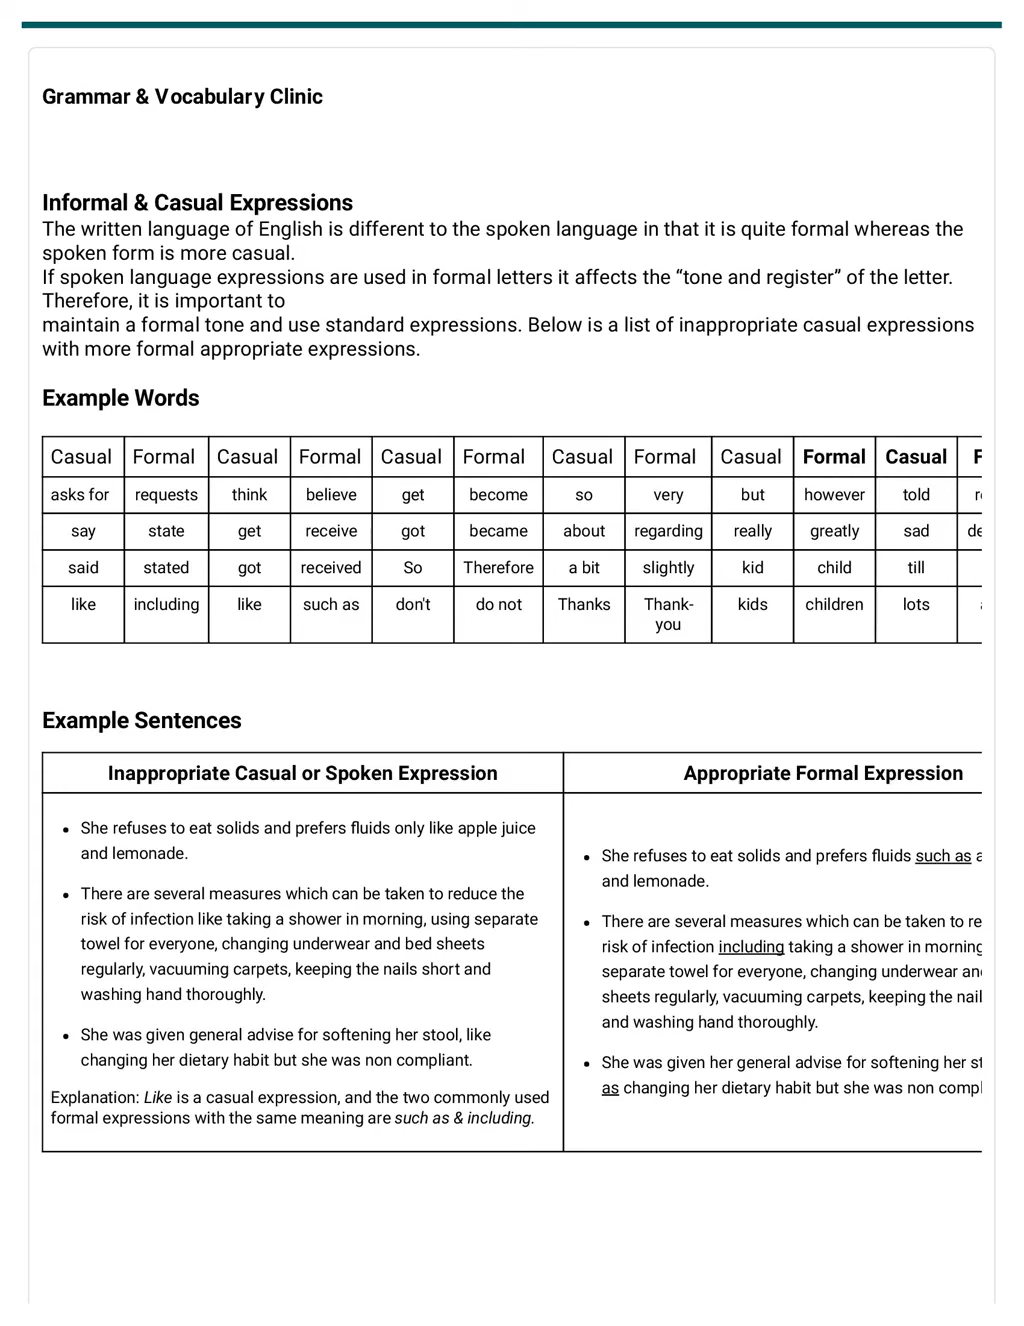 Grammar & Vocabulary Clinic
Informal & Casual Expressions
The written language of English is different to the spoken language in that it is quite formal whereas the
spoken form is more casual.
If spoken language expressions are used in formal letters it affects the “tone and register” of the letter.
Therefore, it is important to
maintain a formal tone and use standard expressions. Below is a list of inappropriate casual expressions
with more formal appropriate expressions.
Example Words
Casual Formal Casual Formal Casual Formal Casual Formal Casual Formal Casual
asks for requests think believe get become so very but however told
say state get receive got became about regarding really greatly sad
said stated got received So Therefore a bit slightly kid child till
like including like such as don't do not Thanks Thank- kids children lots
you
Example Sentences
Inappropriate Casual or Spoken Expression Appropriate Formal Expression
• She refuses to eat solids and prefers fluids only like apple juice
and lemonade.
• There are several measures which can be taken to reduce the
risk of infection like taking a shower in morning, using separate
towel for everyone, changing underwear and bed sheets
regularly, vacuuming carpets, keeping the nails short and
washing hand thoroughly.
• She was given general advise for softening her stool, like
changing her dietary habit but she was non compliant.
Explanation: Like is a casual expression, and the two commonly used
formal expressions with the same meaning are such as & including.
• She refuses to eat solids and prefers fluids such as
and lemonade.
• There are several measures which can be taken to
risk of infection including taking a shower in morning
separate towel for everyone, changing underwear
sheets regularly, vacuuming carpets, keeping the
and washing hand thoroughly.
• She was given her general advise for softening her
as changing her dietary habit but she was non